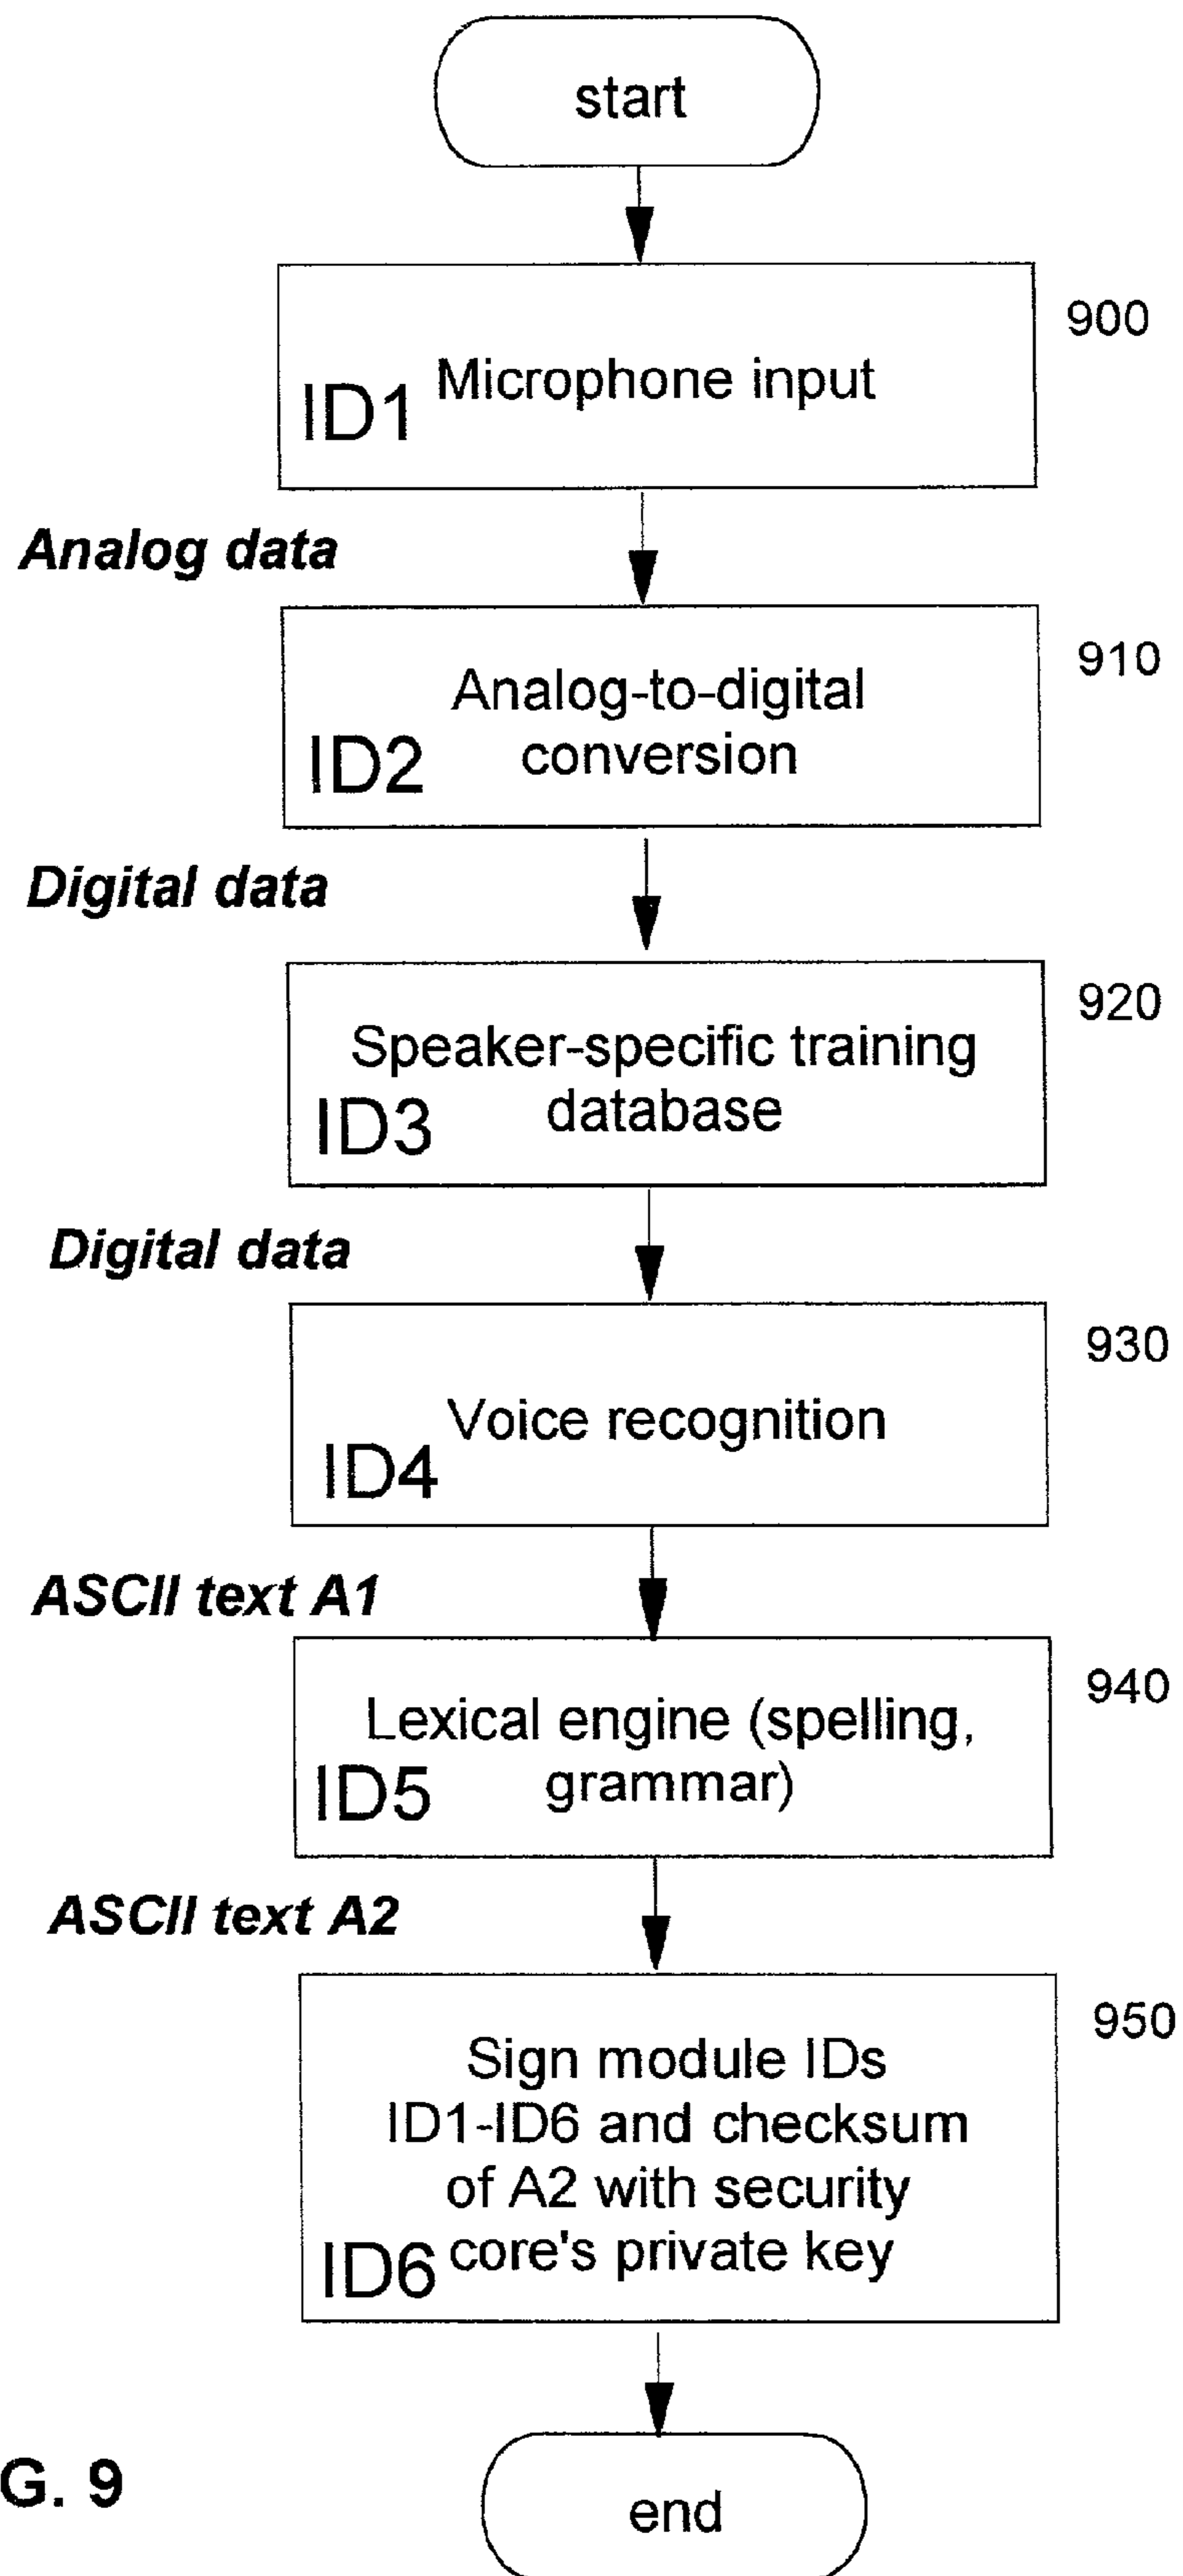 start
900
Microphone input
ID1
Analog data
910
Analog-to-digital
conversion
ID2
Digital data
920
Speaker-specific training
database
ID3
Digital data
930
Voice recognition
ID4
ASCII text A1
940
Lexical engine (spelling,
grammar)
ID5
ASCII text A2
950
Sign module IDs
ID1-ID6 and checksum
of A2 with security
core's private key
ID6
G. 9
end